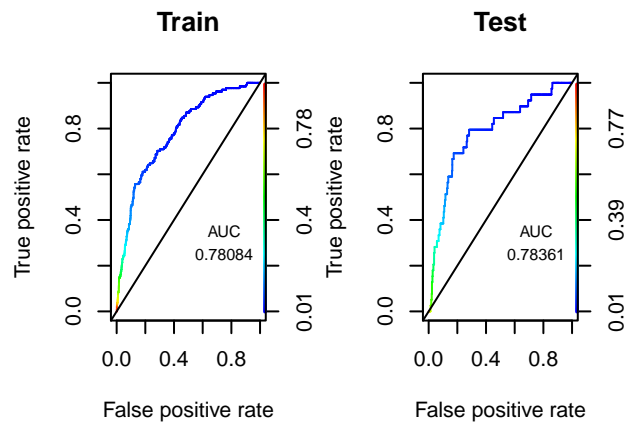 Train
True positive rate
0.0 0.4 0.8
AUC
0.78084
0.01 0.4 0.78
0.0 0.4 0.8
False positive rate
Test
True positive rate
0.0 0.4 0.8
AUC
0.78361
0.01 0.39 0.77
0.0 0.4 0.8
False positive rate